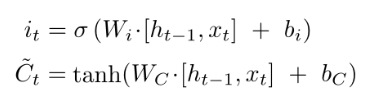 i_t = σ(W_i·[h_{t−1}, x_t] + b_i)
C̃_t = tanh(W_C·[h_{t−1}, x_t] + b_C)